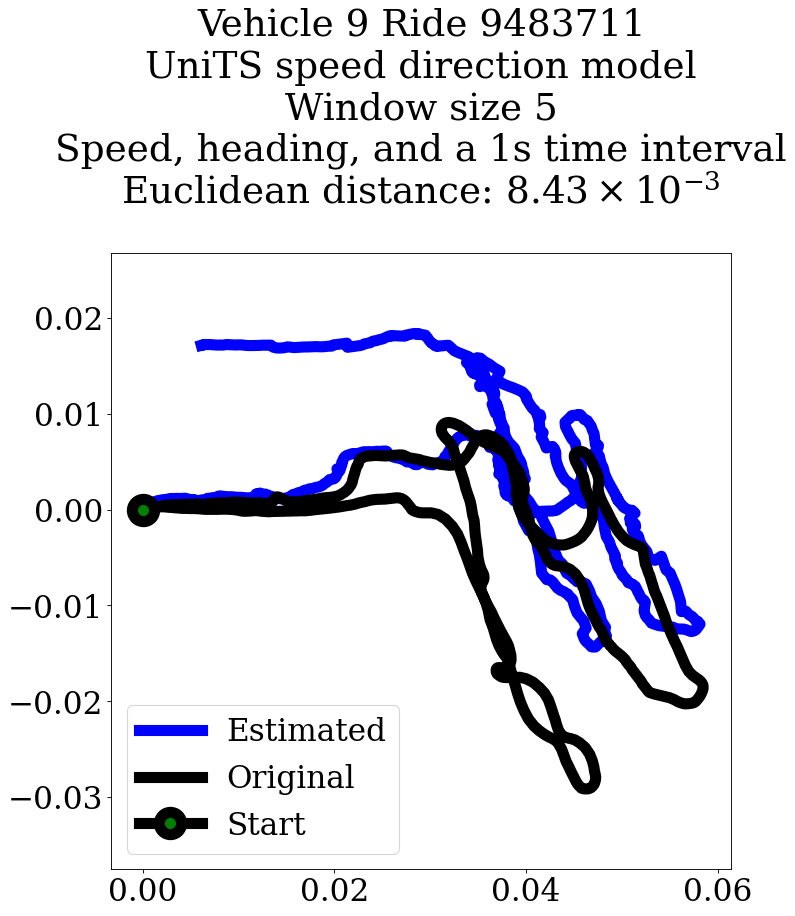 Vehicle 9 Ride 9483711
UniTS speed direction model
Window size 5
Speed, heading, and a 1s time interval
Euclidean distance: 8.43 × 10⁻³
0.02
0.01
0.00
−0.01
−0.02
−0.03
Estimated
Original
Start
0.00 0.02 0.04 0.06